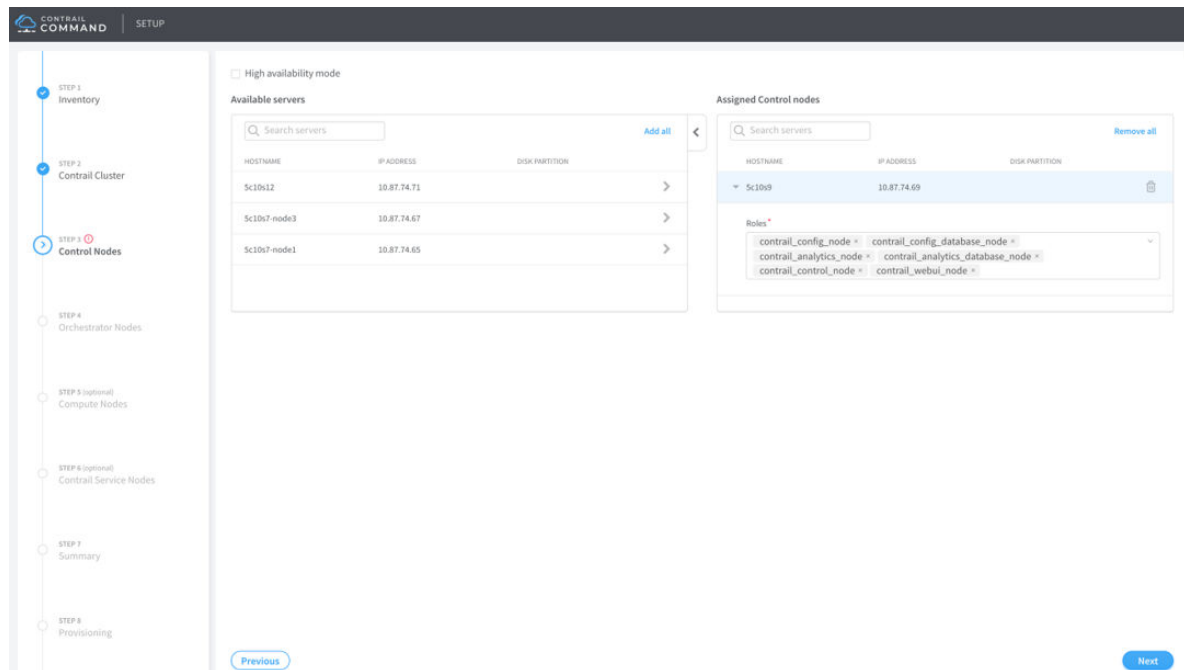 CONTRAIL
COMMAND
SETUP
STEP 1
Inventory
STEP 2
Contrail Cluster
STEP 3
Control Nodes
STEP 4
Orchestrator Nodes
STEP 5 (optional)
Compute Nodes
STEP 6 (optional)
Contrail Service Nodes
STEP 7
Summary
STEP 8
Provisioning
High availability mode
Available servers
Search servers
Add all
HOSTNAME IP ADDRESS DISK PARTITION
5c10s12 10.87.74.71
5c10s7-node3 10.87.74.67
5c10s7-node1 10.87.74.65
Assigned Control nodes
Search servers
Remove all
HOSTNAME IP ADDRESS DISK PARTITION
5c10s9 10.87.74.69
Roles*
contrail_config_node × contrail_config_database_node ×
contrail_analytics_node × contrail_analytics_database_node ×
contrail_control_node × contrail_webui_node ×
Previous
Next